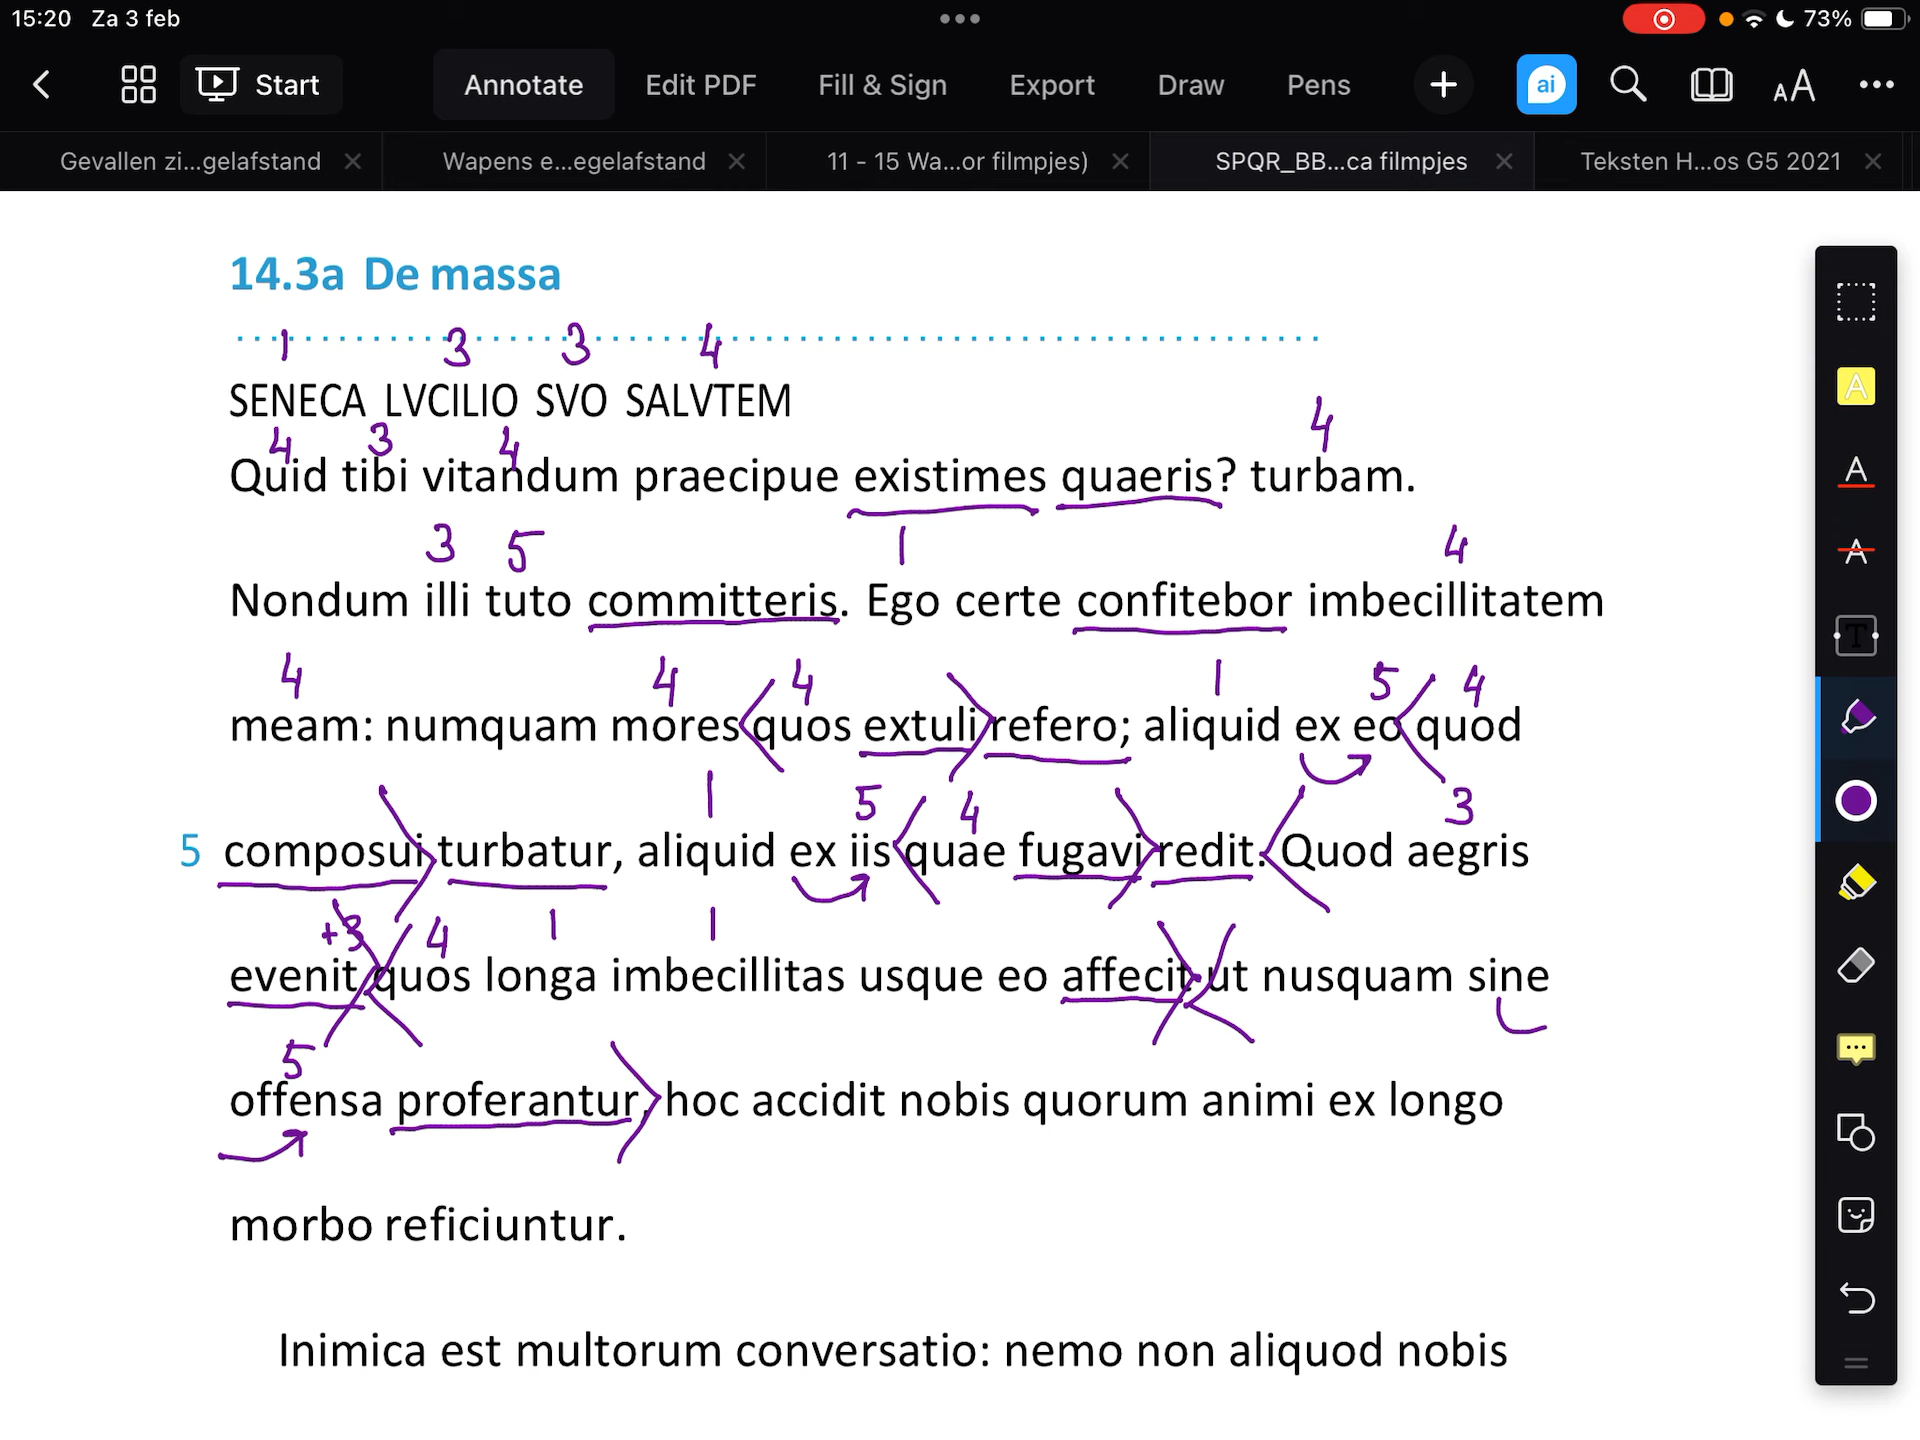 15:20 Za 3 feb 73%
Start Annotate Edit PDF Fill & Sign Export Draw Pens ai AA
Gevallen zi...gelafstand Wapens e...egelafstand 11 - 15 Wa...or filmpjes) SPQR_BB...ca filmpjes Teksten H...os G5 2021
14.3a De massa
1 3 3 4
SENECA LVCILIO SVO SALVTEM
4 3 4 4
Quid tibi vitandum praecipue existimes quaeris? turbam.
3 5 1 4
Nondum illi tuto committeris. Ego certe confitebor imbecillitatem
4 4 4 1 5 4
meam: numquam mores quos extuli refero; aliquid ex eo quod
1 5 4 3
5 composui turbatur, aliquid ex iis quae fugavi redit. Quod aegris
+3 4 1 1
evenit quos longa imbecillitas usque eo affecit ut nusquam sine
5
offensa proferantur, hoc accidit nobis quorum animi ex longo
morbo reficiuntur.
Inimica est multorum conversatio: nemo non aliquod nobis